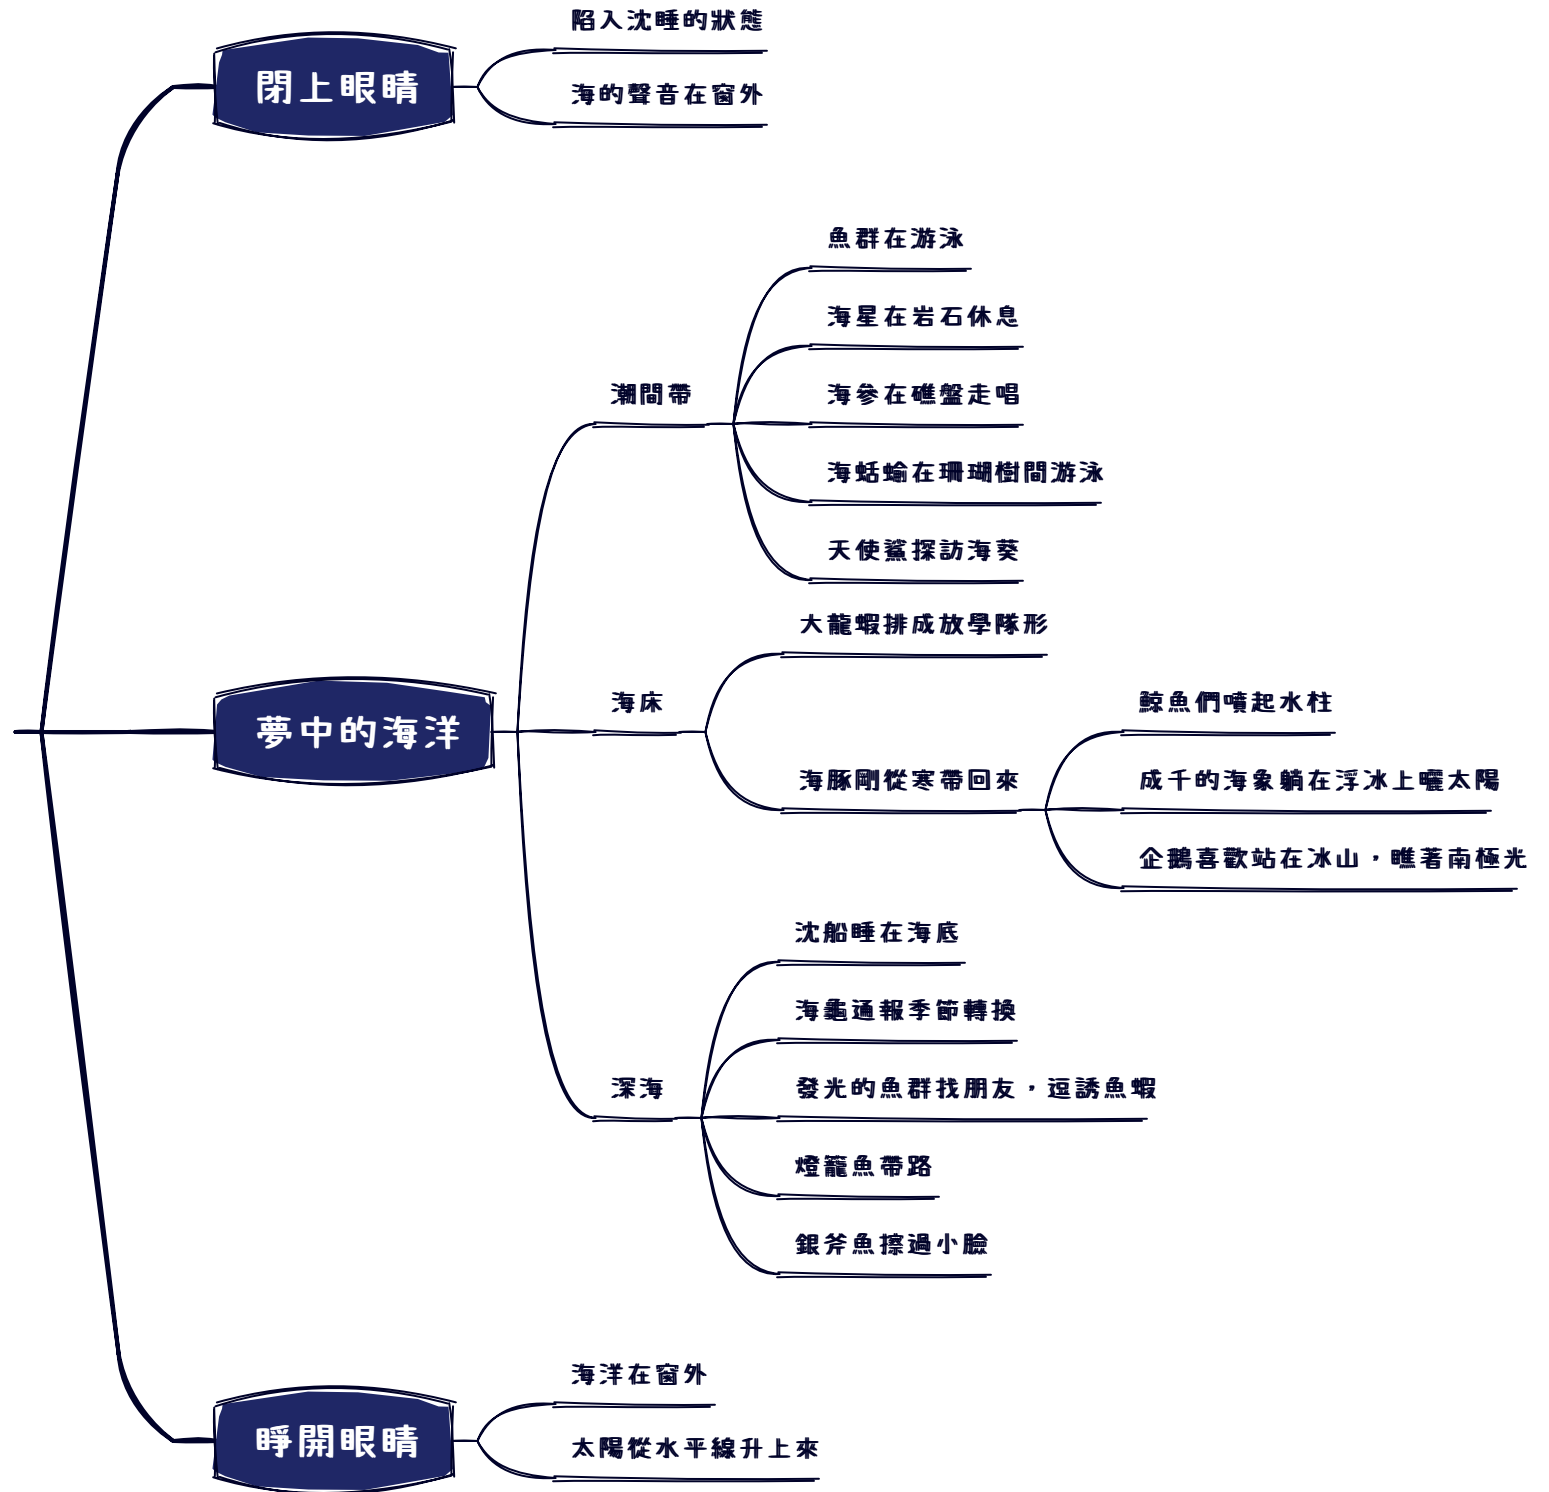 閉上眼睛
陷入沈睡的狀態
海的聲音在窗外
夢中的海洋
潮間帶
魚群在游泳
海星在岩石休息
海參在礁盤走唱
海蛞蝓在珊瑚樹間游泳
天使鯊探訪海葵
海床
大龍蝦排成放學隊形
海豚剛從寒帶回來
鯨魚們噴起水柱
成千的海象躺在浮冰上曬太陽
企鵝喜歡站在冰山，瞧著南極光
深海
沈船睡在海底
海龜通報季節轉換
發光的魚群找朋友，逗誘魚蝦
燈籠魚帶路
銀斧魚擦過小臉
睜開眼睛
海洋在窗外
太陽從水平線升上來